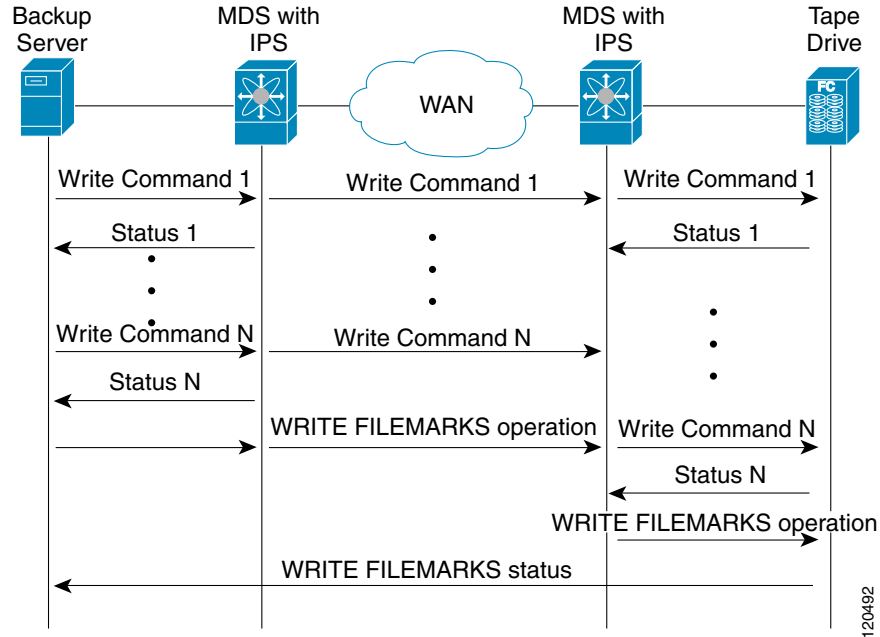 Backup
Server
MDS with
IPS
MDS with
IPS
Tape
Drive
WAN
FC
Write Command 1
Write Command 1
Write Command 1
Status 1
Status 1
Write Command N
Write Command N
Status N
WRITE FILEMARKS operation
Write Command N
Status N
WRITE FILEMARKS operation
WRITE FILEMARKS status
120492